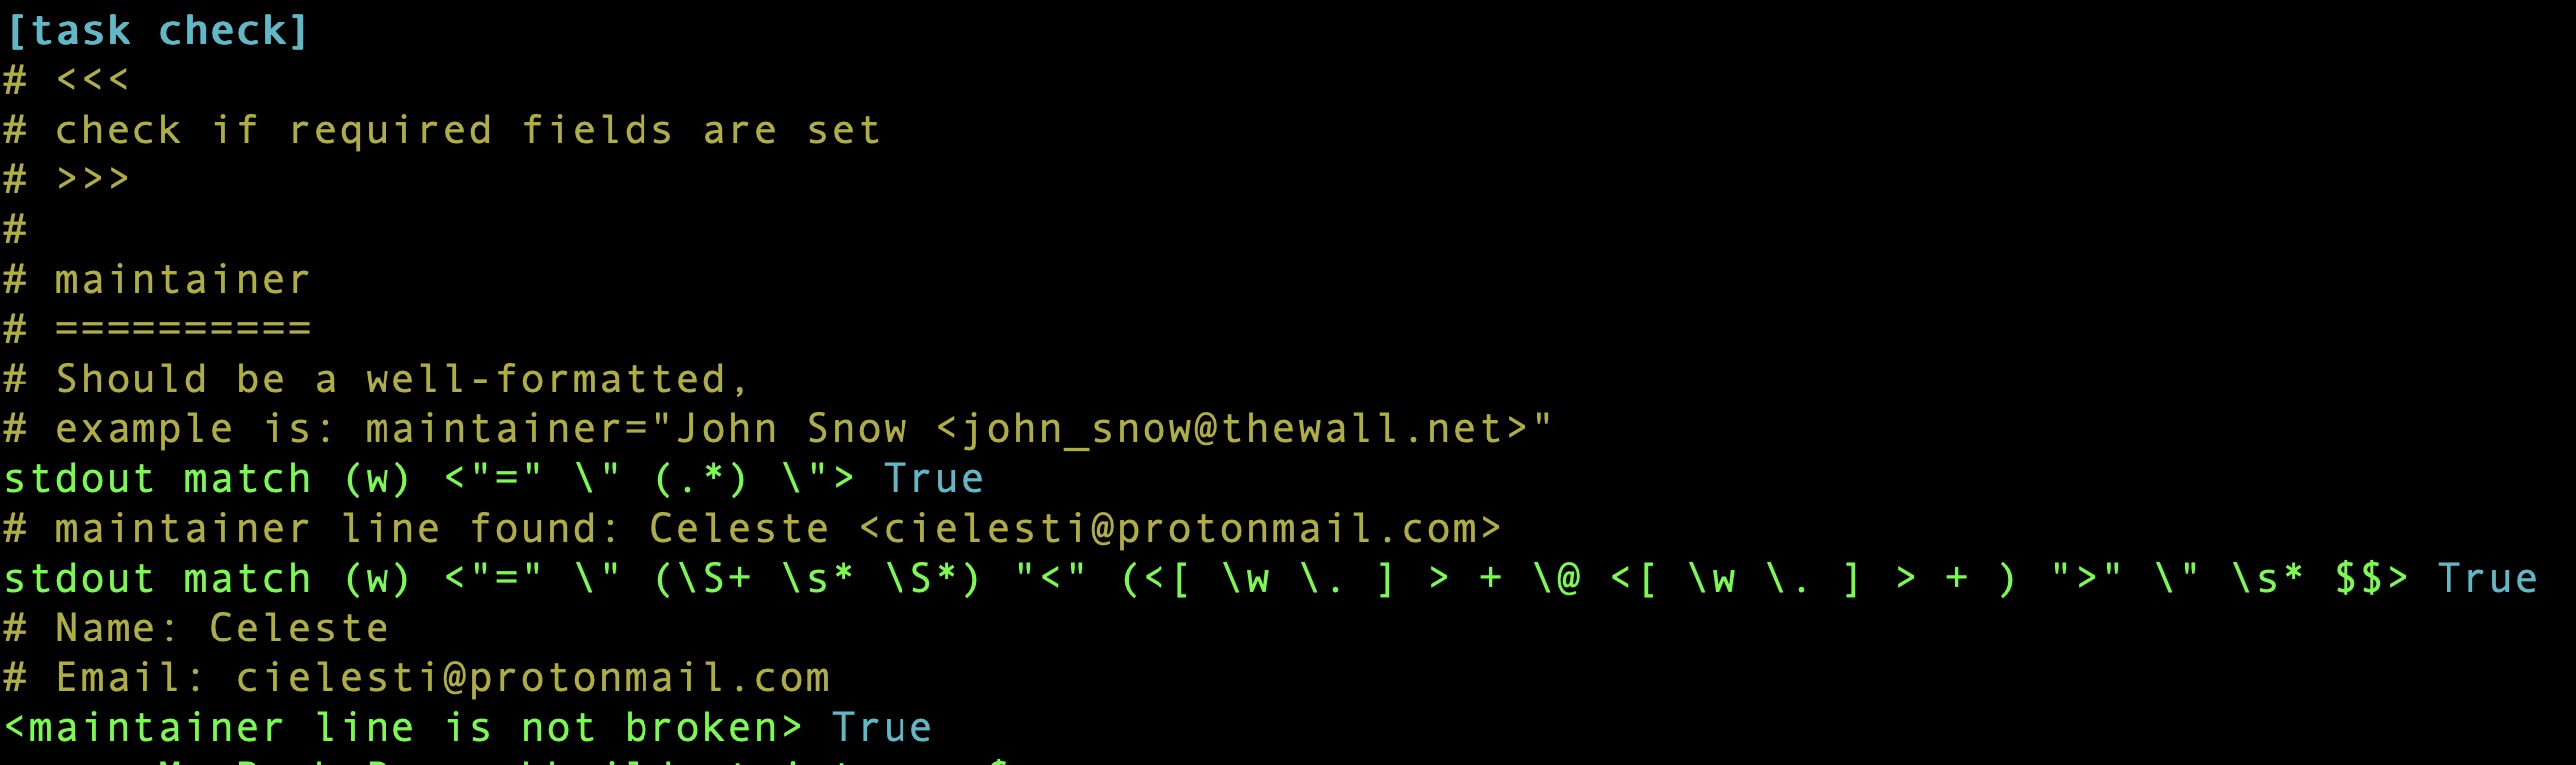 [task check]
# <<<
# check if required fields are set
# >>>
#
# maintainer
# ==========
# Should be a well-formatted,
# example is: maintainer="John Snow <john_snow@thewall.net>"
stdout match (w) <"=" \" (.*) \"> True
# maintainer line found: Celeste <cielesti@protonmail.com>
stdout match (w) <"=" \" (\S+ \s* \S*) "<" (<[ \w \. ] > + \@ <[ \w \. ] > + ) ">" \" \s* $$> True
# Name: Celeste
# Email: cielesti@protonmail.com
<maintainer line is not broken> True